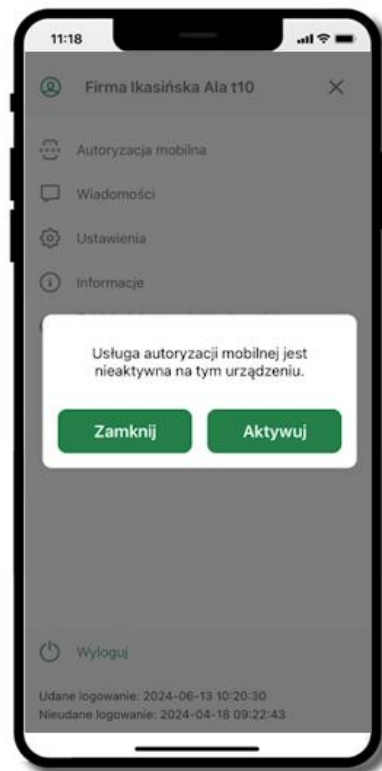 11:18
Firma Ikasińska Ala t10
Autoryzacja mobilna
Wiadomości
Ustawienia
Informacje
Usługa autoryzacji mobilnej jest
nieaktywna na tym urządzeniu.
Zamknij
Aktywuj
Wyloguj
Udane logowanie: 2024-06-13 10:20:30
Nieudane logowanie: 2024-04-18 09:22:43